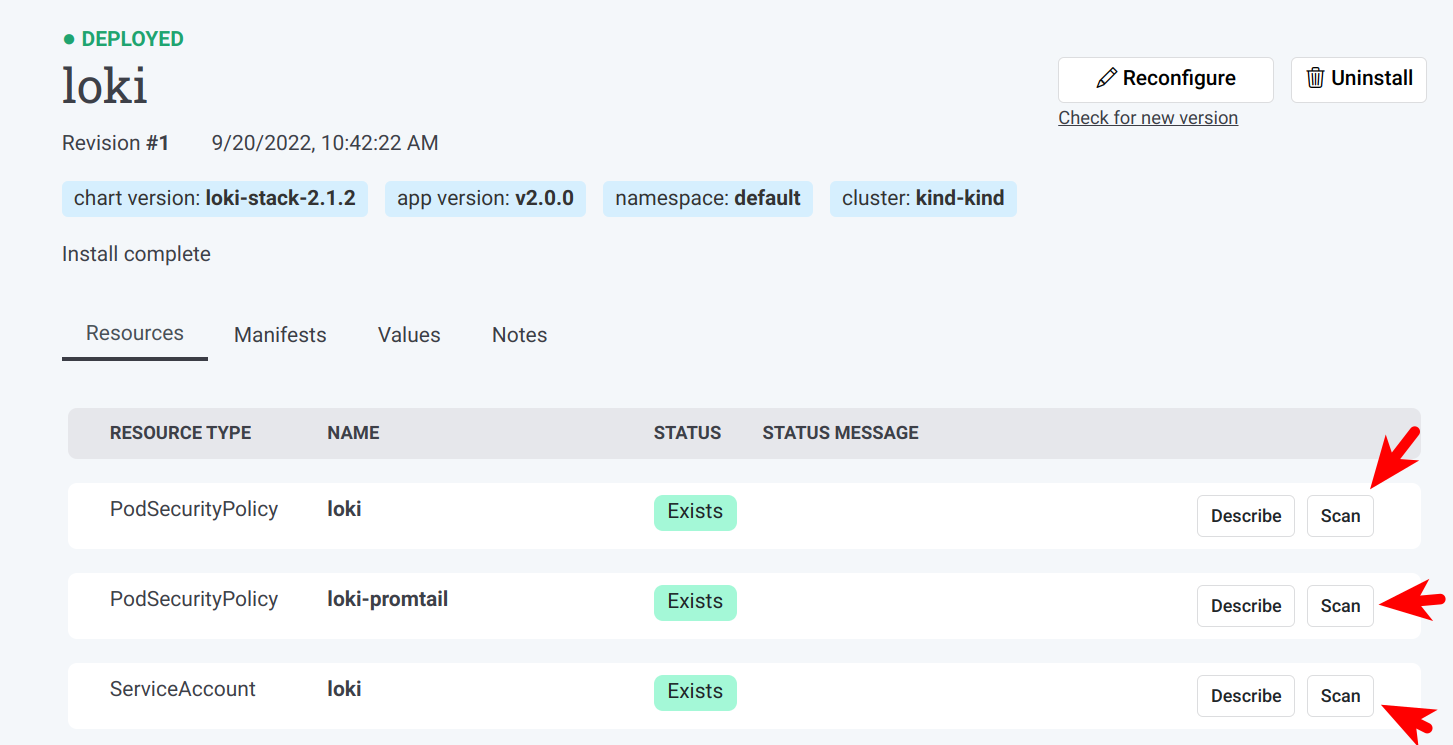 DEPLOYED
loki
Reconfigure
Uninstall
Check for new version
Revision #1 9/20/2022, 10:42:22 AM
chart version: loki-stack-2.1.2 app version: v2.0.0 namespace: default cluster: kind-kind
Install complete
Resources Manifests Values Notes
RESOURCE TYPE NAME STATUS STATUS MESSAGE
PodSecurityPolicy loki Exists Describe Scan
PodSecurityPolicy loki-promtail Exists Describe Scan
ServiceAccount loki Exists Describe Scan